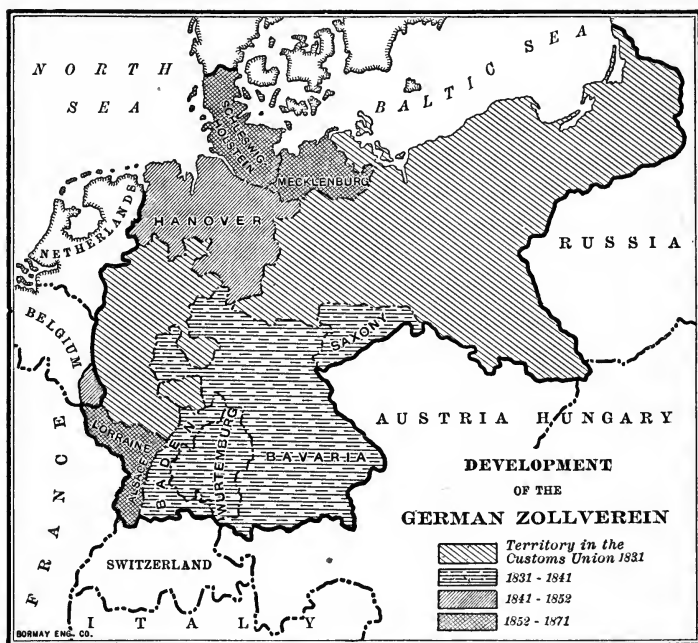 NORTH
SEA
BALTIC SEA
SCHLESWIG
HOLSTEIN
MECKLENBURG
HANOVER
NETHERLANDS
RUSSIA
BELGIUM
SAXONY
FRANCE
LORRAINE
ALSACE
BADEN
WURTEMBURG
BAVARIA
AUSTRIA HUNGARY
SWITZERLAND
ITALY
DEVELOPMENT
OF THE
GERMAN ZOLLVEREIN
Territory in the
Customs Union 1831
1831 - 1841
1841 - 1852
1852 - 1871
BORMAY ENG. CO.